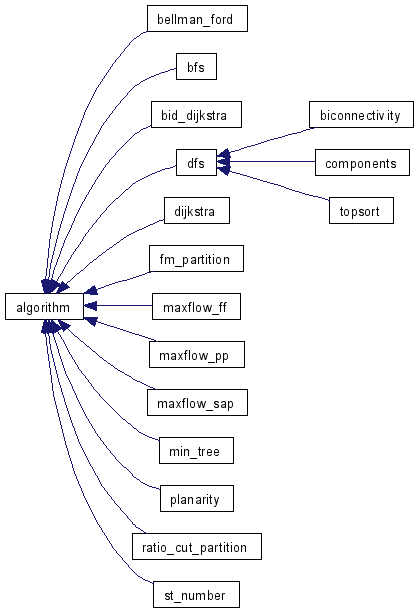 bellman_ford
bfs
bid_dijkstra
biconnectivity
dfs
components
topsort
dijkstra
fm_partition
algorithm
maxflow_ff
maxflow_pp
maxflow_sap
min_tree
planarity
ratio_cut_partition
st_number